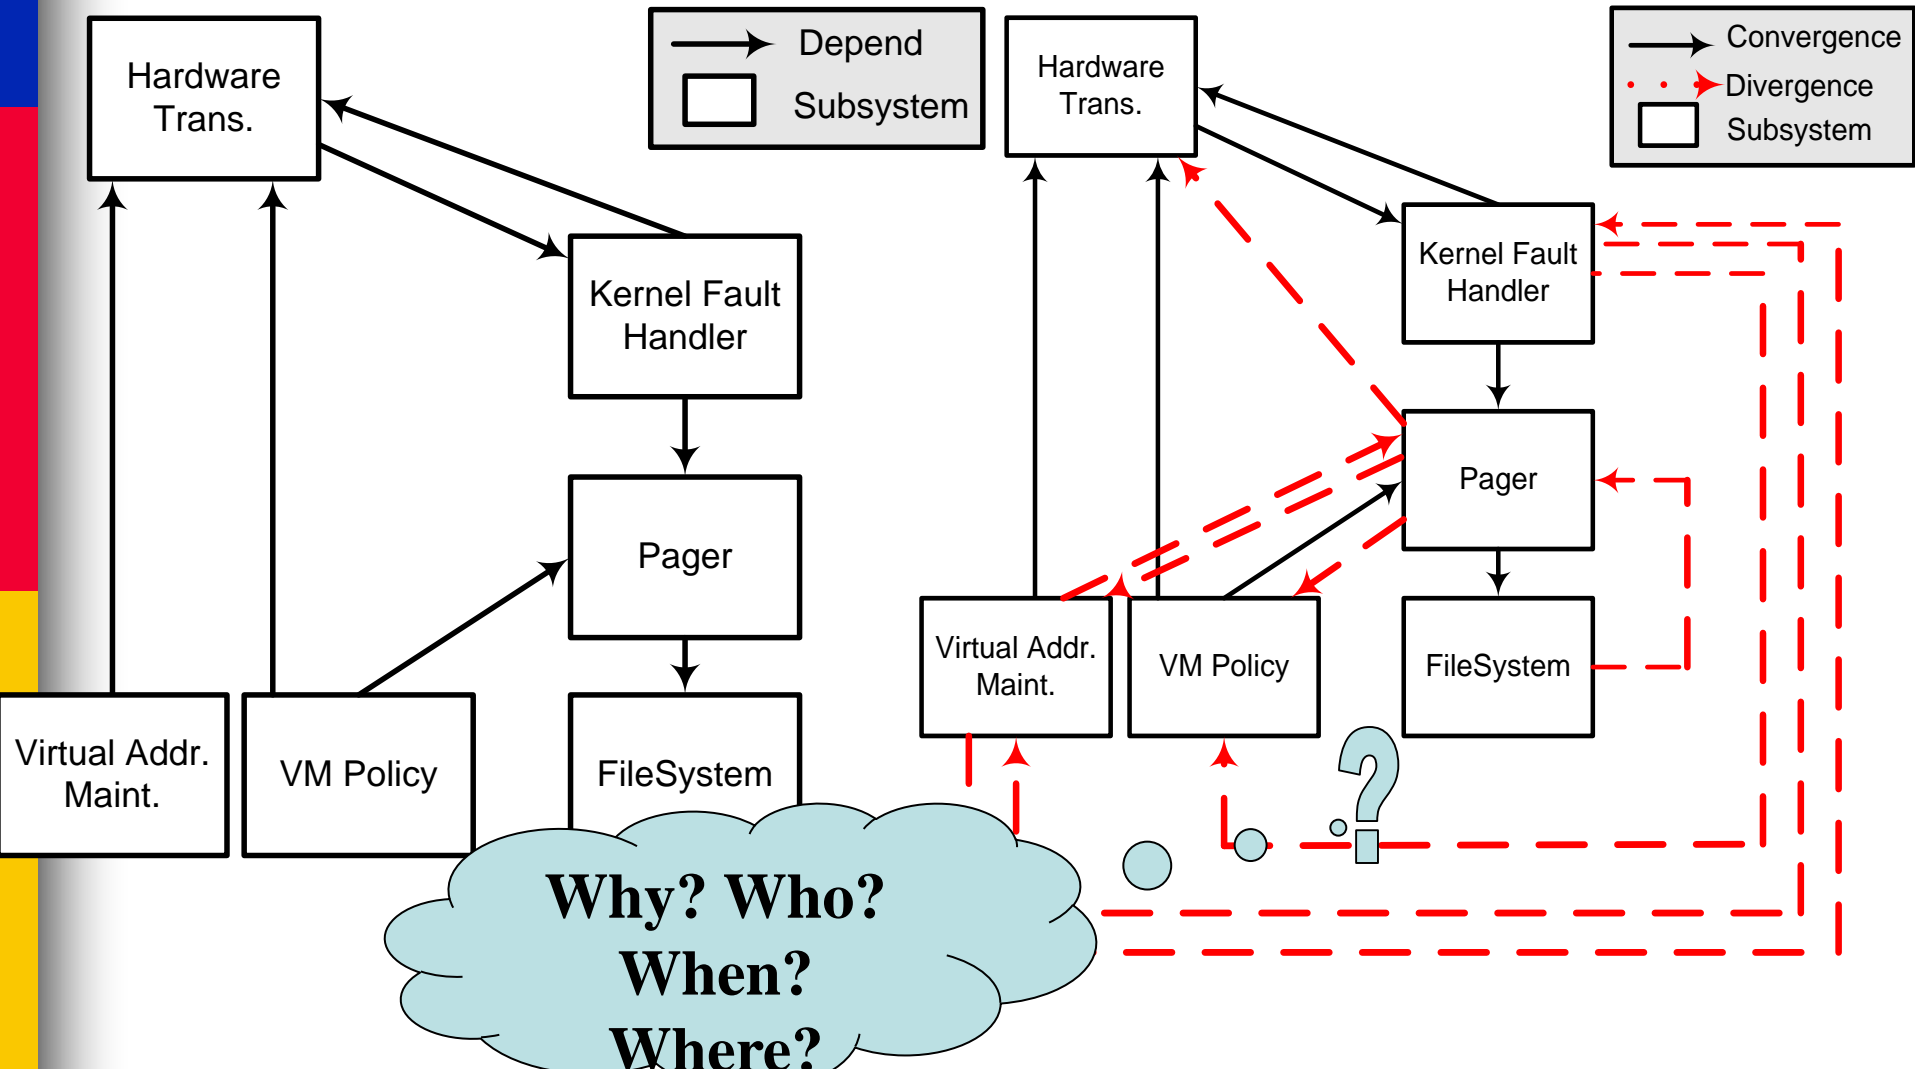 Hardware
Trans.
Depend
Subsystem
Kernel Fault
Handler
Pager
Virtual Addr.
Maint.
VM Policy
FileSystem
Hardware
Trans.
Convergence
Divergence
Subsystem
Kernel Fault
Handler
Pager
Virtual Addr.
Maint.
VM Policy
FileSystem
?
Why? Who?
When?
Where?